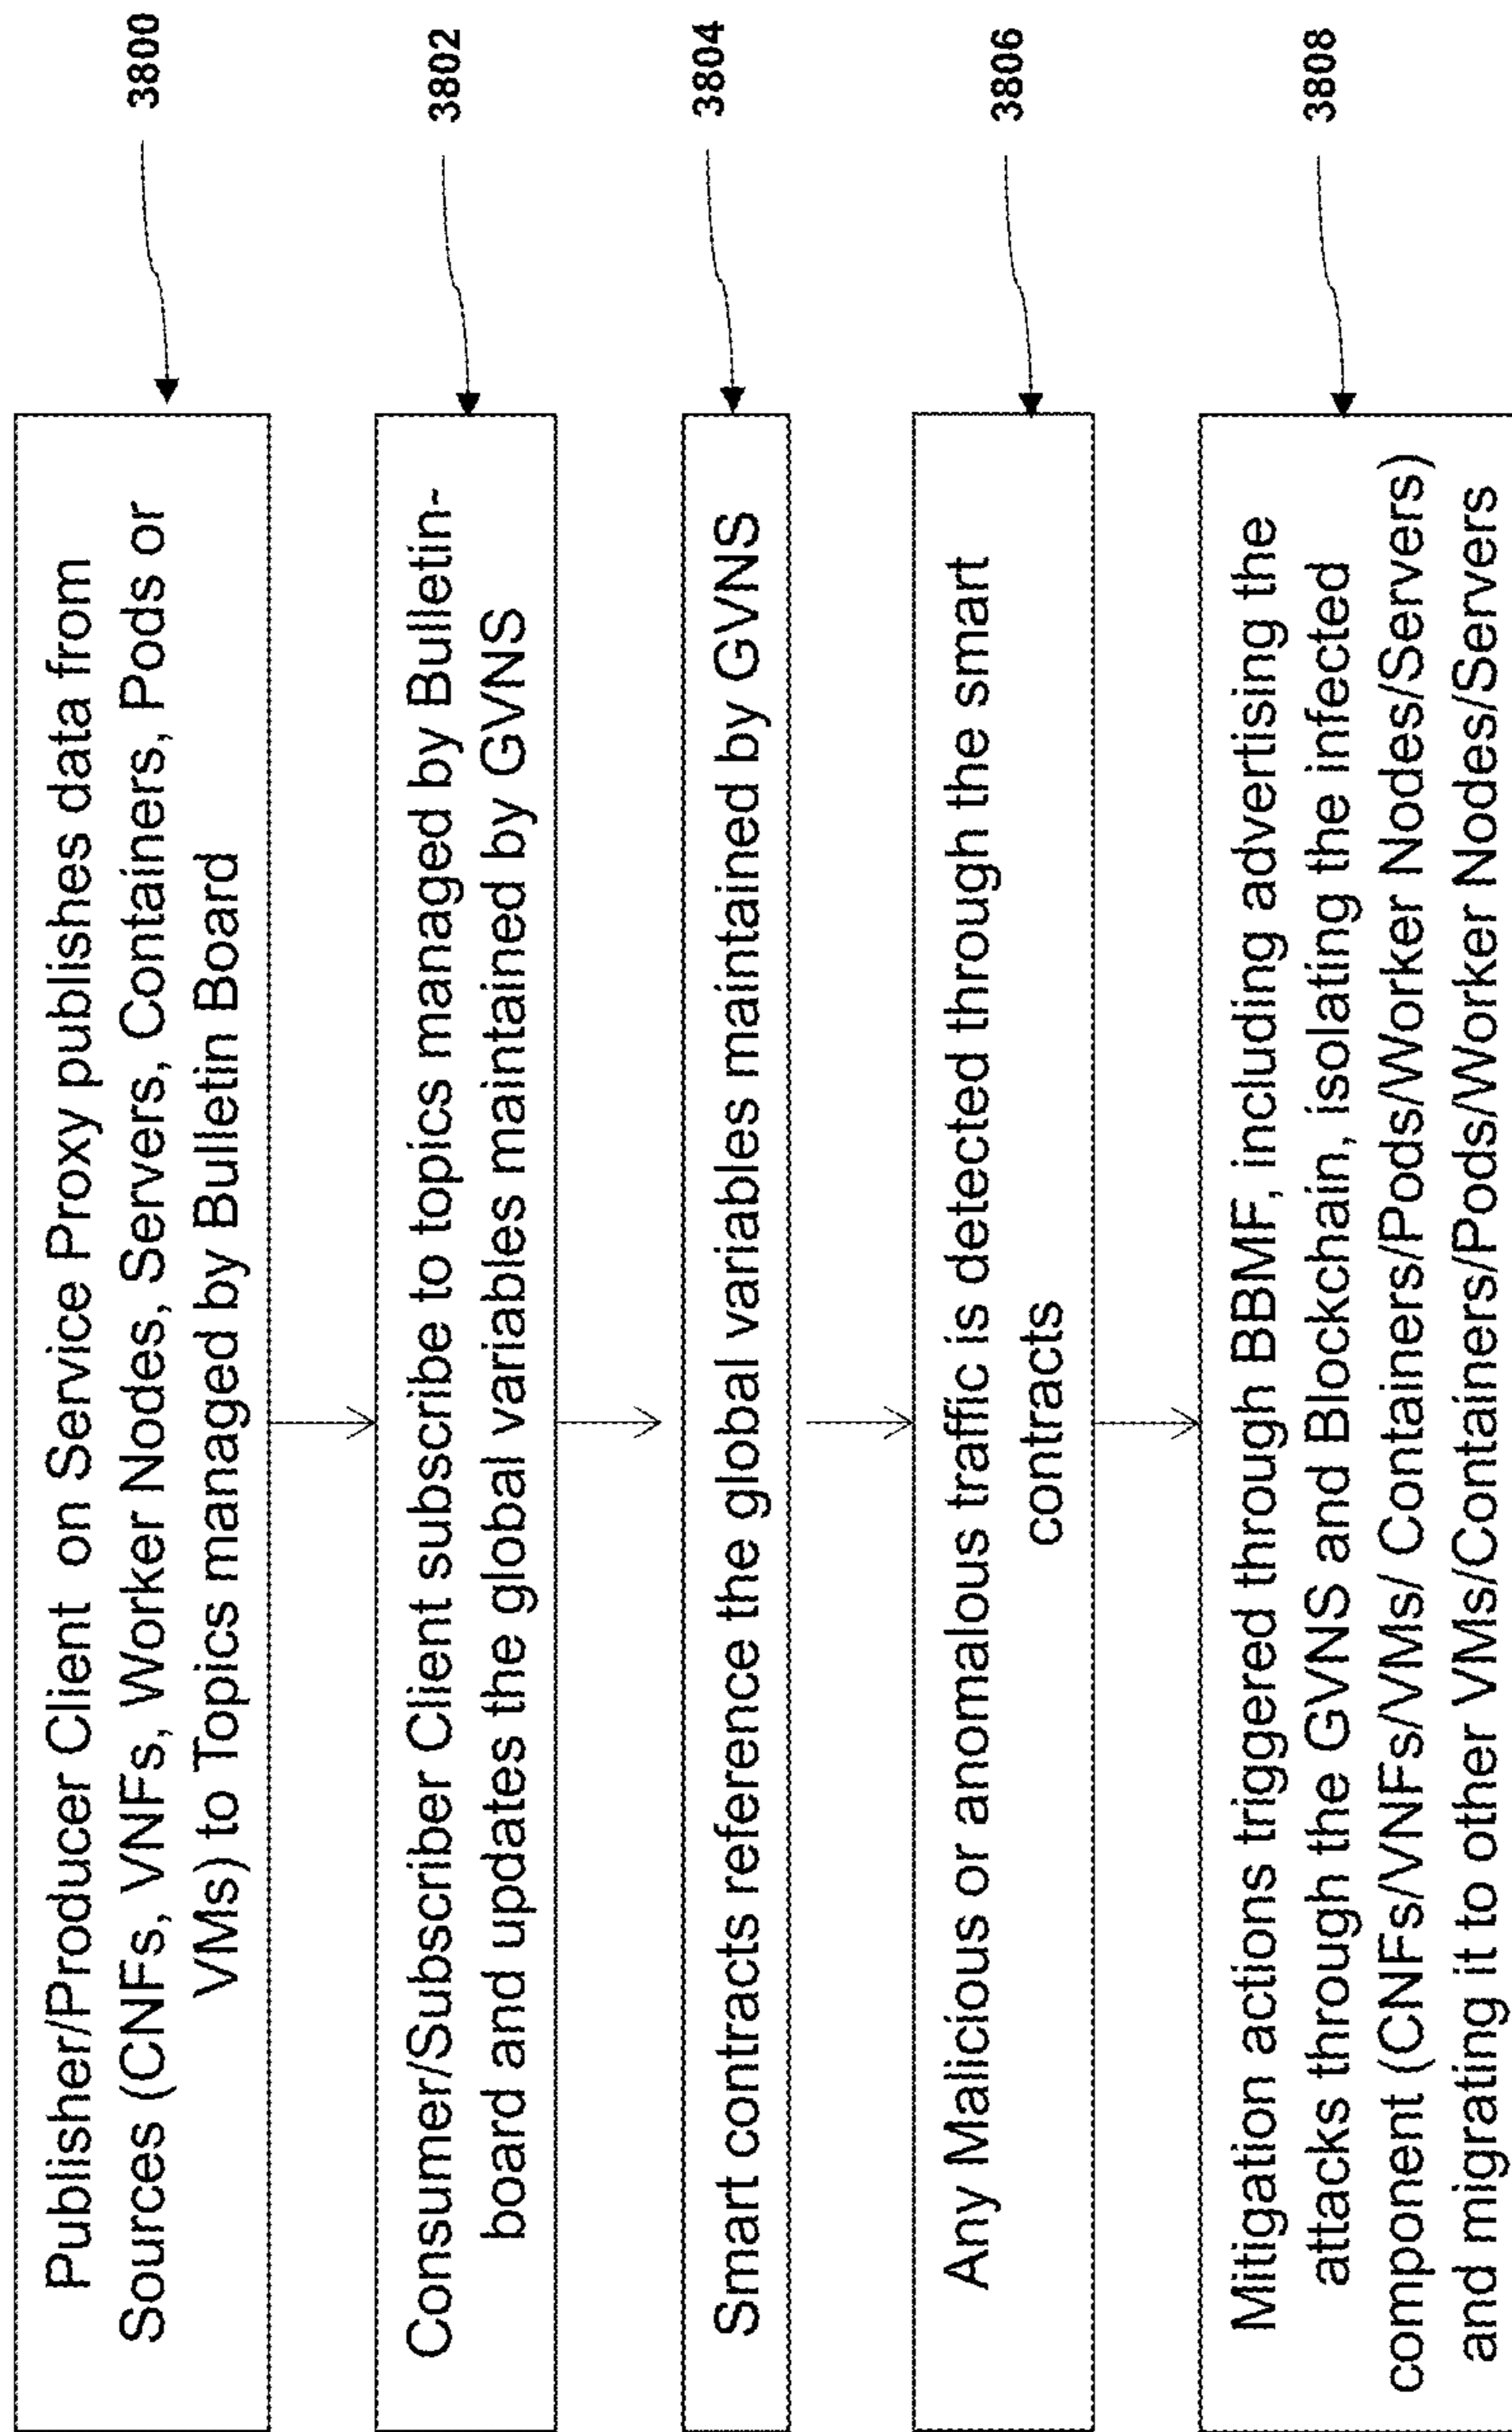 Publisher/Producer Client on Service Proxy publishes data from
Sources (CNFs, VNFs, Worker Nodes, Servers, Containers, Pods or
VMs) to Topics managed by Bulletin Board
3800
Consumer/Subscriber Client subscribe to topics managed by Bulletin-
board and updates the global variables maintained by GVNS
3802
Smart contracts reference the global variables maintained by GVNS
3804
Any Malicious or anomalous traffic is detected through the smart
contracts
3806
Mitigation actions triggered through BBMF, including advertising the
attacks through the GVNS and Blockchain, isolating the infected
component (CNFs/VNFs/VMs/ Containers/Pods/Worker Nodes/Servers)
and migrating it to other VMs/Containers/Pods/Worker Nodes/Servers
3808